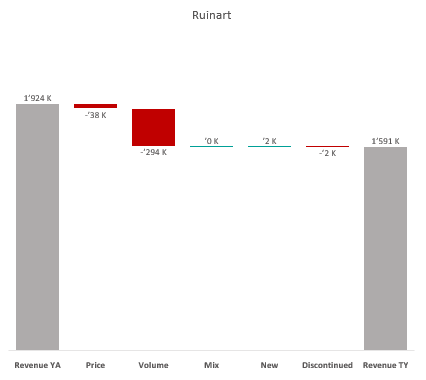 Ruinart
1’924 K
-’38 K
-’294 K
’0 K
’2 K
-’2 K
1’591 K
Revenue YA Price Volume Mix New Discontinued Revenue TY